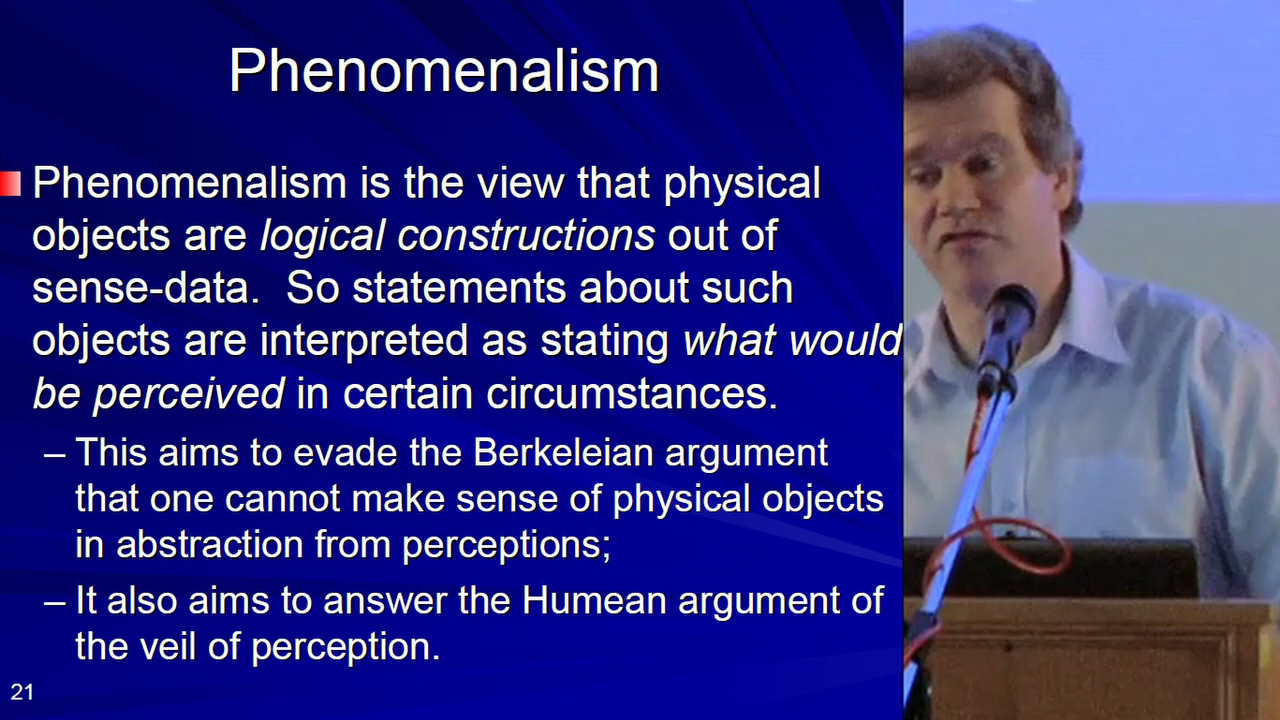 Phenomenalism
Phenomenalism is the view that physical
objects are logical constructions out of
sense-data.  So statements about such
objects are interpreted as stating what would
be perceived in certain circumstances.
– This aims to evade the Berkeleian argument
that one cannot make sense of physical objects
in abstraction from perceptions;
– It also aims to answer the Humean argument of
the veil of perception.
21